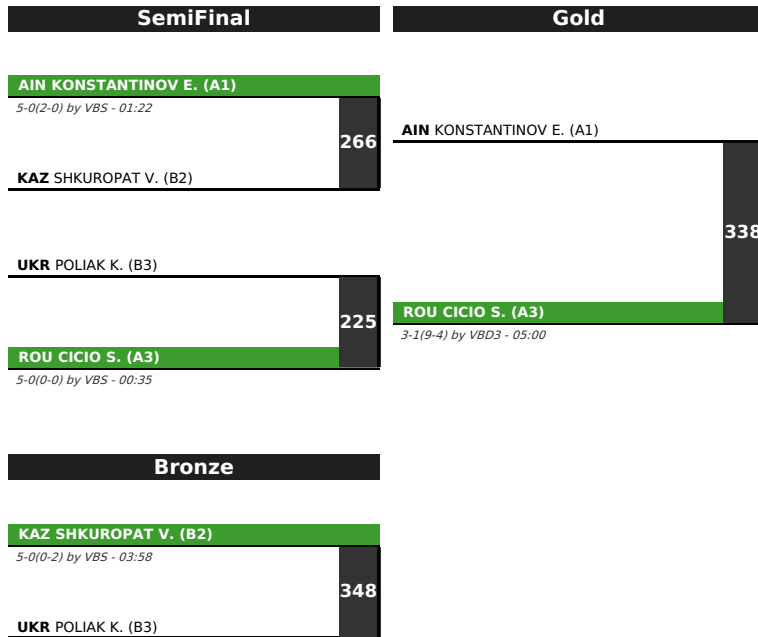 SemiFinal
Gold
AIN KONSTANTINOV E. (A1)
5-0(2-0) by VBS - 01:22
266
KAZ SHKUROPAT V. (B2)
AIN KONSTANTINOV E. (A1)
338
UKR POLIAK K. (B3)
225
ROU CICIO S. (A3)
5-0(0-0) by VBS - 00:35
ROU CICIO S. (A3)
3-1(9-4) by VBD3 - 05:00
Bronze
KAZ SHKUROPAT V. (B2)
5-0(0-2) by VBS - 03:58
348
UKR POLIAK K. (B3)